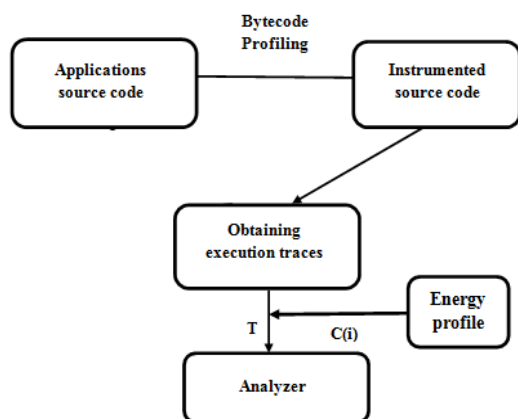 Bytecode
Profiling
Applications
source code
Instrumented
source code
Obtaining
execution traces
Energy
profile
T
C(i)
Analyzer